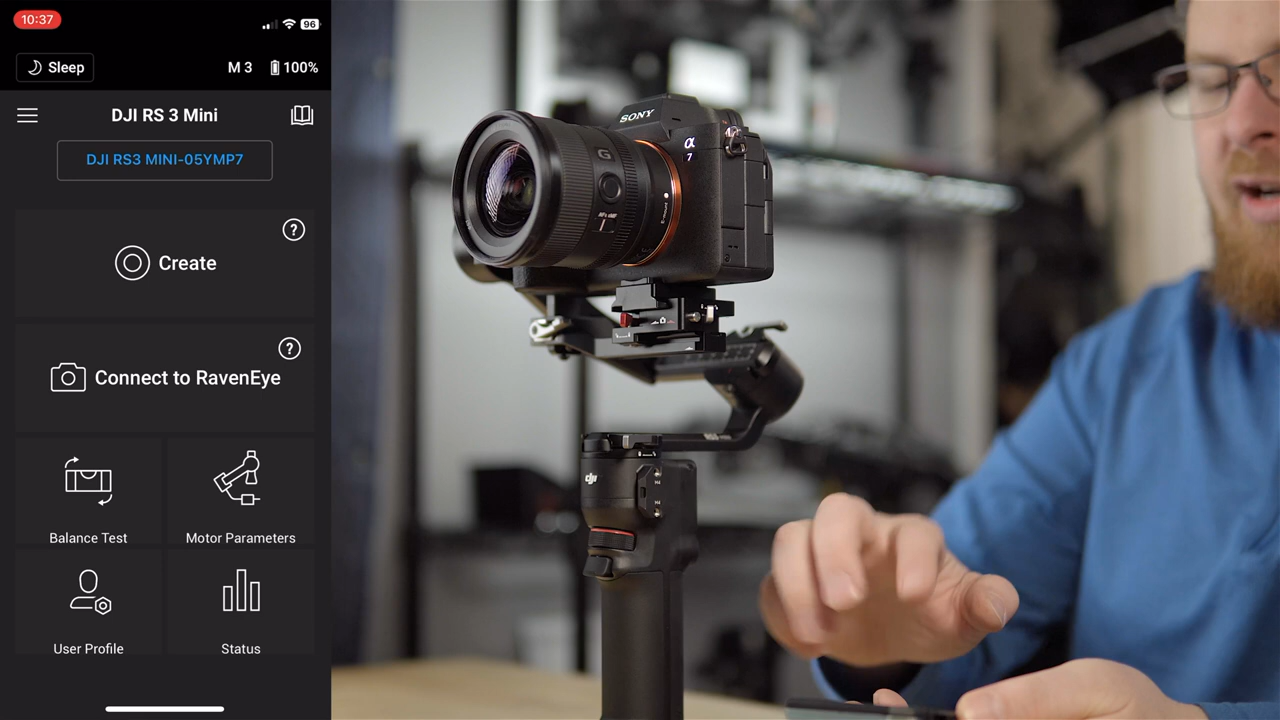 10:37
96
Sleep
M 3
100%
DJI RS 3 Mini
DJI RS3 MINI-05YMP7
?
Create
?
Connect to RavenEye
Balance Test
Motor Parameters
User Profile
Status
SONY
α
7
G
E-mount
dji